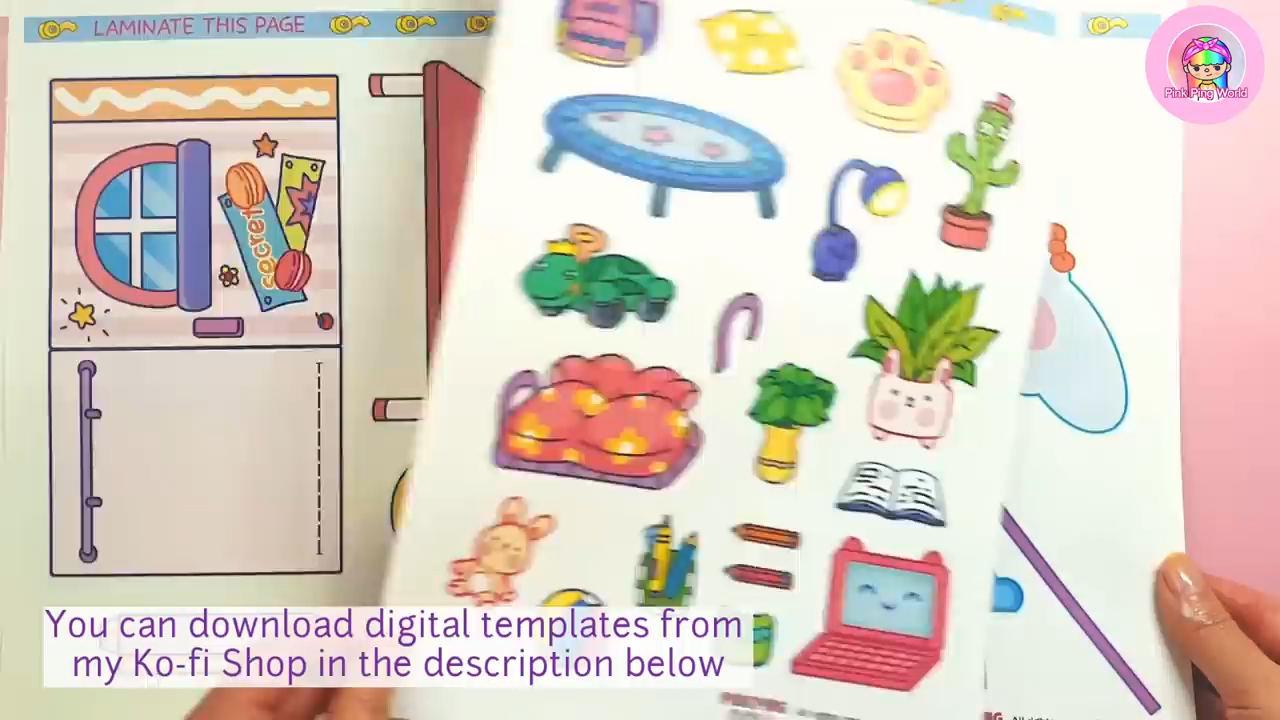 LAMINATE THIS PAGE
Pink Ping World
secret
You can download digital templates from
my Ko-fi Shop in the description below